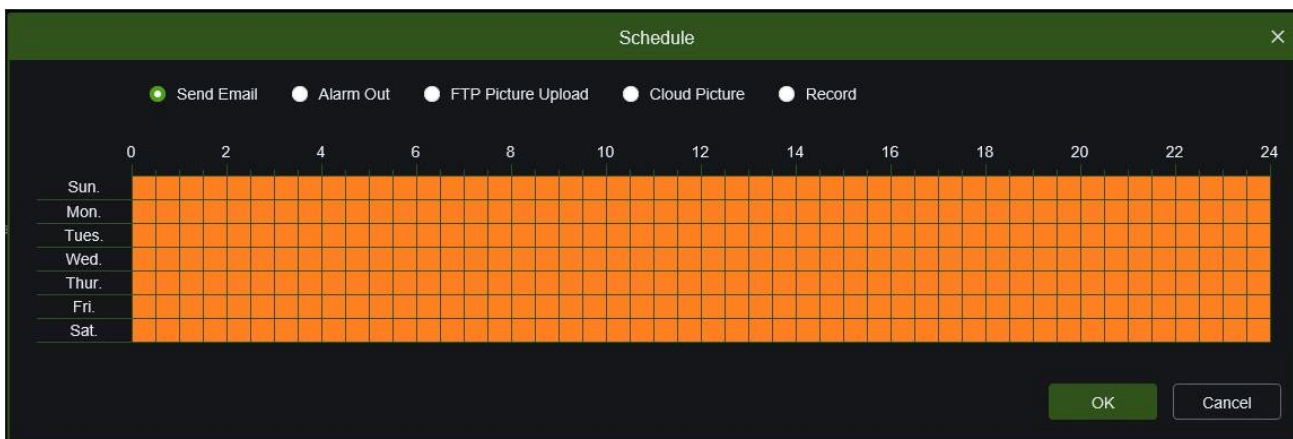 Schedule
Send Email Alarm Out FTP Picture Upload Cloud Picture Record
0 2 4 6 8 10 12 14 16 18 20 22 24
Sun.
Mon.
Tues.
Wed.
Thur.
Fri.
Sat.
OK Cancel